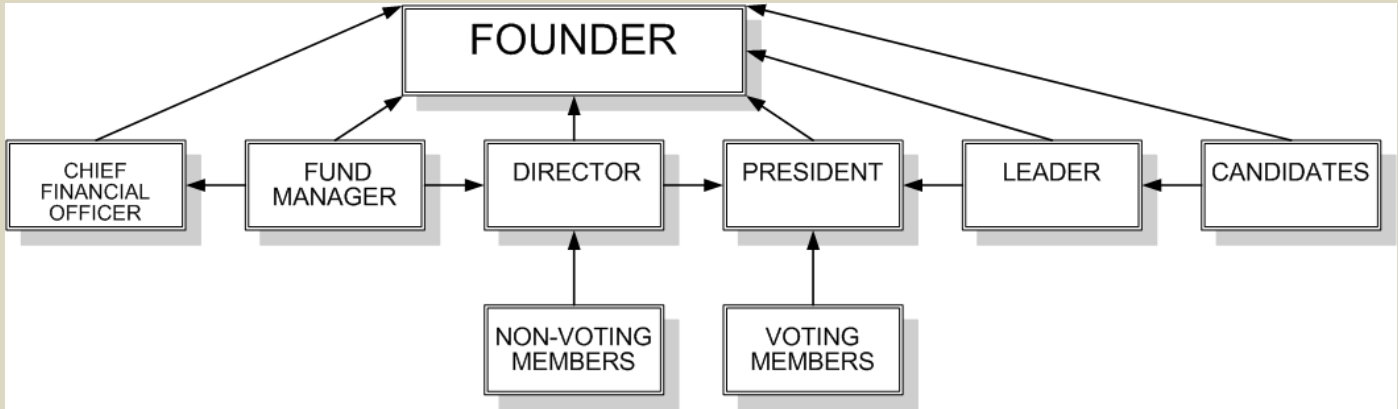 FOUNDER
CHIEF
FINANCIAL
OFFICER
FUND
MANAGER
DIRECTOR
PRESIDENT
LEADER
CANDIDATES
NON-VOTING
MEMBERS
VOTING
MEMBERS